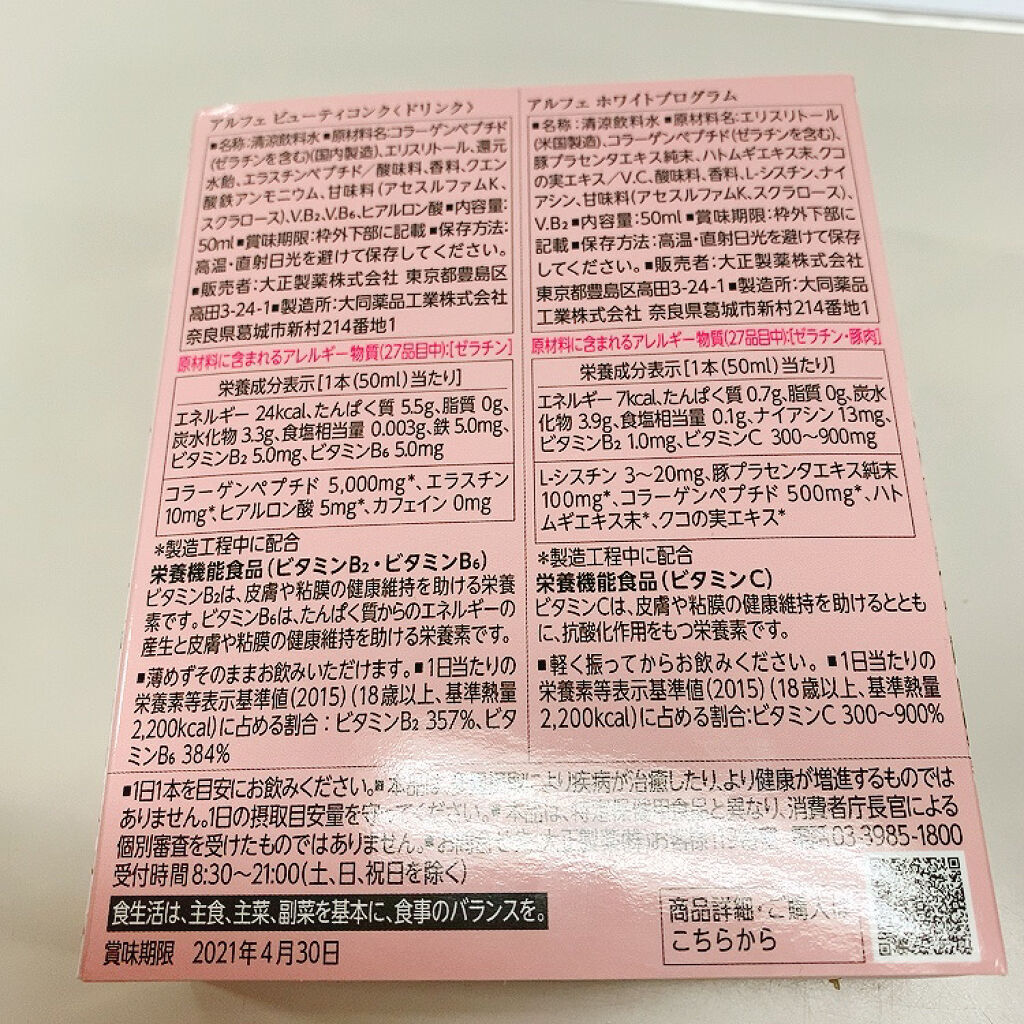 アルフェ ビューティコンク〈ドリンク〉
■名称:清涼飲料水■原材料名:コラーゲンペプチド
(ゼラチンを含む)(国内製造)、エリスリトール、還元
水飴、エラスチンペプチド/酸味料、香料、クエン
酸鉄アンモニウム、甘味料(アセスルファムK、
スクラロース)、V.B₂、V.B₆、ヒアルロン酸■内容量:
50ml■賞味期限:枠外下部に記載■保存方法:
高温・直射日光を避けて保存してください。
■販売者:大正製薬株式会社 東京都豊島区
高田3-24-1■製造所:大同薬品工業株式会社
奈良県葛城市新村214番地1
原材料に含まれるアレルギー物質(27品目中):[ゼラチン]
栄養成分表示[1本(50ml)当たり]
エネルギー 24kcal、たんぱく質 5.5g、脂質 0g、
炭水化物 3.3g、食塩相当量 0.003g、鉄 5.0mg、
ビタミンB₂ 5.0mg、ビタミンB₆ 5.0mg
コラーゲンペプチド 5,000mg*、エラスチン
10mg*、ヒアルロン酸 5mg*、カフェイン 0mg
*製造工程中に配合
栄養機能食品(ビタミンB₂・ビタミンB₆)
ビタミンB₂は、皮膚や粘膜の健康維持を助ける栄養
素です。ビタミンB₆は、たんぱく質からのエネルギーの
産生と皮膚や粘膜の健康維持を助ける栄養素です。
■薄めずそのままお飲みいただけます。■1日当たりの
栄養素等表示基準値(2015)(18歳以上、基準熱量
2,200kcal)に占める割合:ビタミンB₂ 357%、ビタ
ミンB₆ 384%
アルフェ ホワイトプログラム
■名称:清涼飲料水 ■原材料名:エリスリトール
(米国製造)、コラーゲンペプチド(ゼラチンを含む)、
豚プラセンタエキス純末、ハトムギエキス末、クコ
の実エキス/V.C、酸味料、香料、L-シスチン、ナイ
アシン、甘味料(アセスルファムK、スクラロース)、
V.B₂■内容量:50ml■賞味期限:枠外下部に
記載■保存方法:高温・直射日光を避けて保存
してください。■販売者:大正製薬株式会社
東京都豊島区高田3-24-1■製造所:大同薬品
工業株式会社 奈良県葛城市新村214番地1
原材料に含まれるアレルギー物質(27品目中):[ゼラチン・豚肉]
栄養成分表示[1本(50ml)当たり]
エネルギー 7kcal、たんぱく質 0.7g、脂質 0g、炭水
化物 3.9g、食塩相当量 0.1g、ナイアシン 13mg、
ビタミンB₂ 1.0mg、ビタミンC 300〜900mg
L-シスチン 3〜20mg、豚プラセンタエキス純末
100mg*、コラーゲンペプチド 500mg*、ハト
ムギエキス末*、クコの実エキス*
*製造工程中に配合
栄養機能食品(ビタミンC)
ビタミンCは、皮膚や粘膜の健康維持を助けるととも
に、抗酸化作用をもつ栄養素です。
■軽く振ってからお飲みください。■1日当たりの
栄養素等表示基準値(2015)(18歳以上、基準熱量
2,200kcal)に占める割合:ビタミンC 300〜900%
■1日1本を目安にお飲みください。■本品は、により疾病が治癒したり、より健康が増進するものでは
ありません。1日の摂取目安量を守ってください。■本品は、特定保健用食品と異なり、消費者庁長官による
個別審査を受けたものではありません。03-3985-1800
受付時間8:30〜21:00(土、日、祝日を除く)
食生活は、主食、主菜、副菜を基本に、食事のバランスを。
賞味期限 2021年4月30日
商品詳細・ご購入は
こちらから